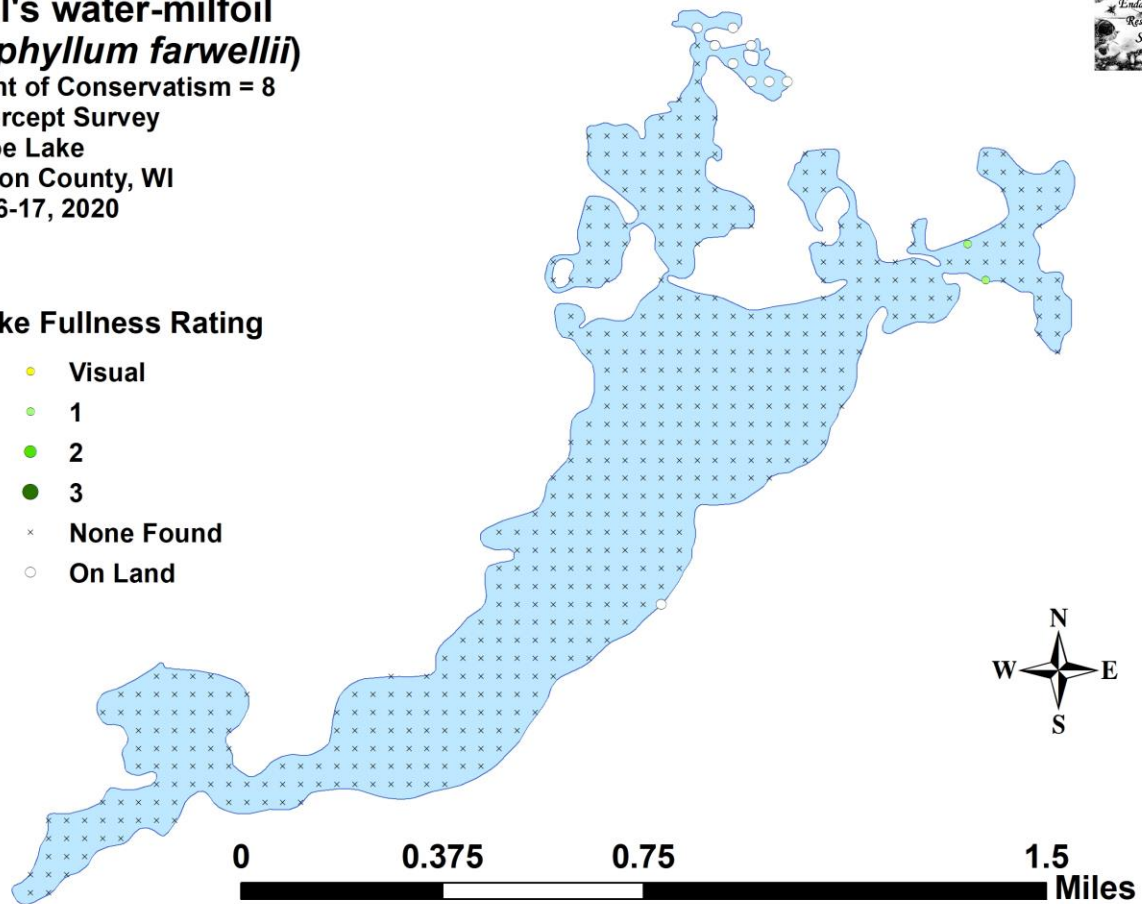 l's water-milfoil
phyllum farwellii)
nt of Conservatism = 8
rcept Survey
e Lake
on County, WI
6-17, 2020
ke Fullness Rating
Visual
1
2
3
None Found
On Land
N
W E
S
0 0.375 0.75 1.5
Miles